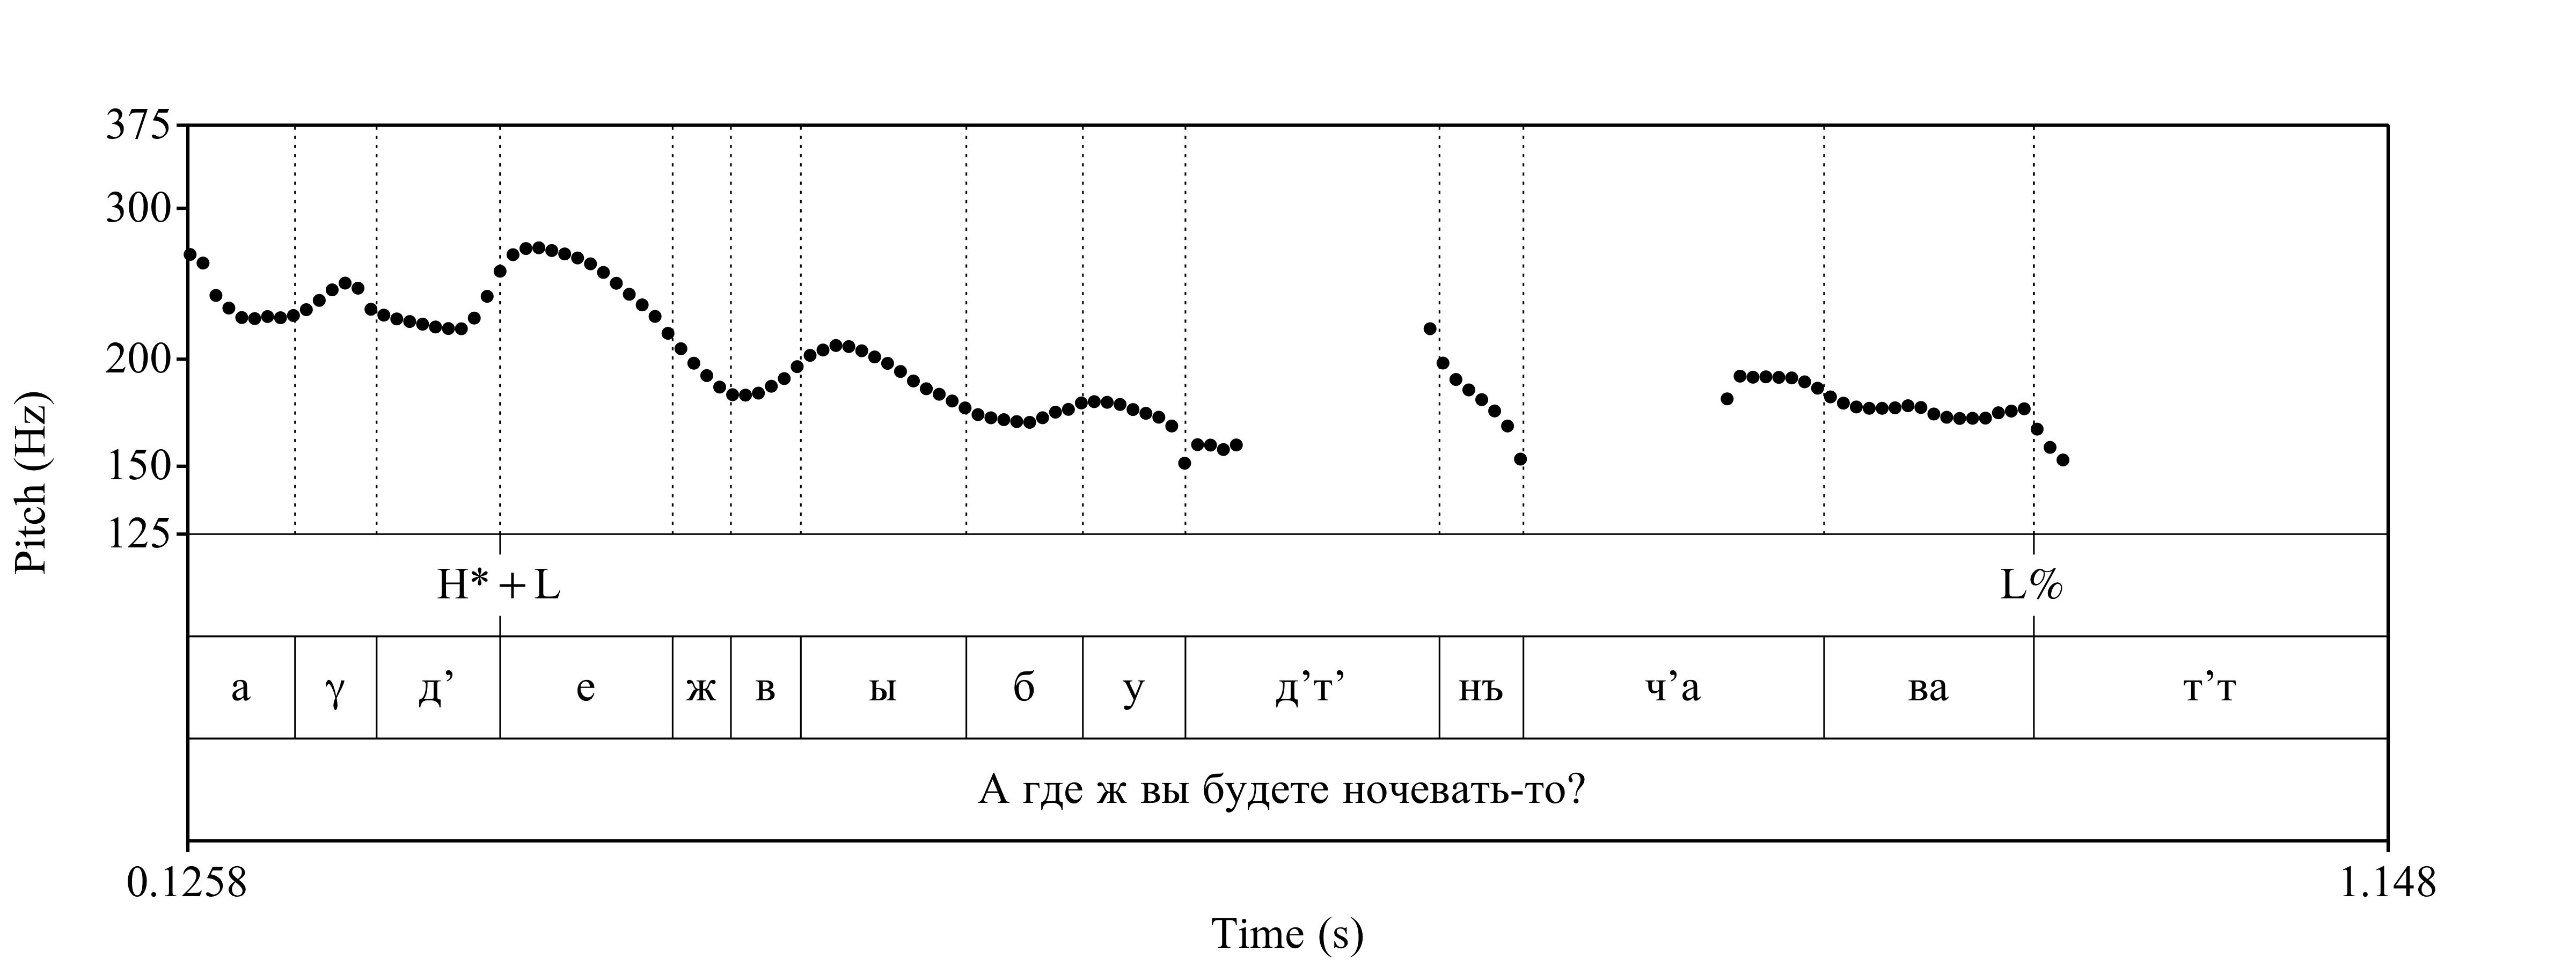 375
300
200
150
125
Pitch (Hz)
H*+L L%
а γ д’ е ж в ы б у д’т’ нъ ч’а ва т’т
А где ж вы будете ночевать-то?
0.1258 1.148
Time (s)